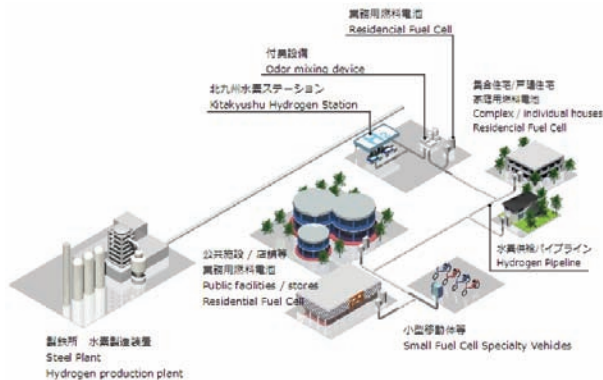 業務用燃料電池
Residencial Fuel Cell
付臭設備
Odor mixing device
北九州水素ステーション
Kitakyushu Hydrogen Station
集合住宅/戸建住宅
家庭用燃料電池
Complex / individual houses
Residencial Fuel Cell
公共施設 / 店舗等
業務用燃料電池
Public facilities / stores
Residential Fuel Cell
水素供給パイプライン
Hydrogen Pipeline
小型移動体等
Small Fuel Cell Specialty Vehicles
製鉄所 水素製造装置
Steel Plant
Hydrogen production plant